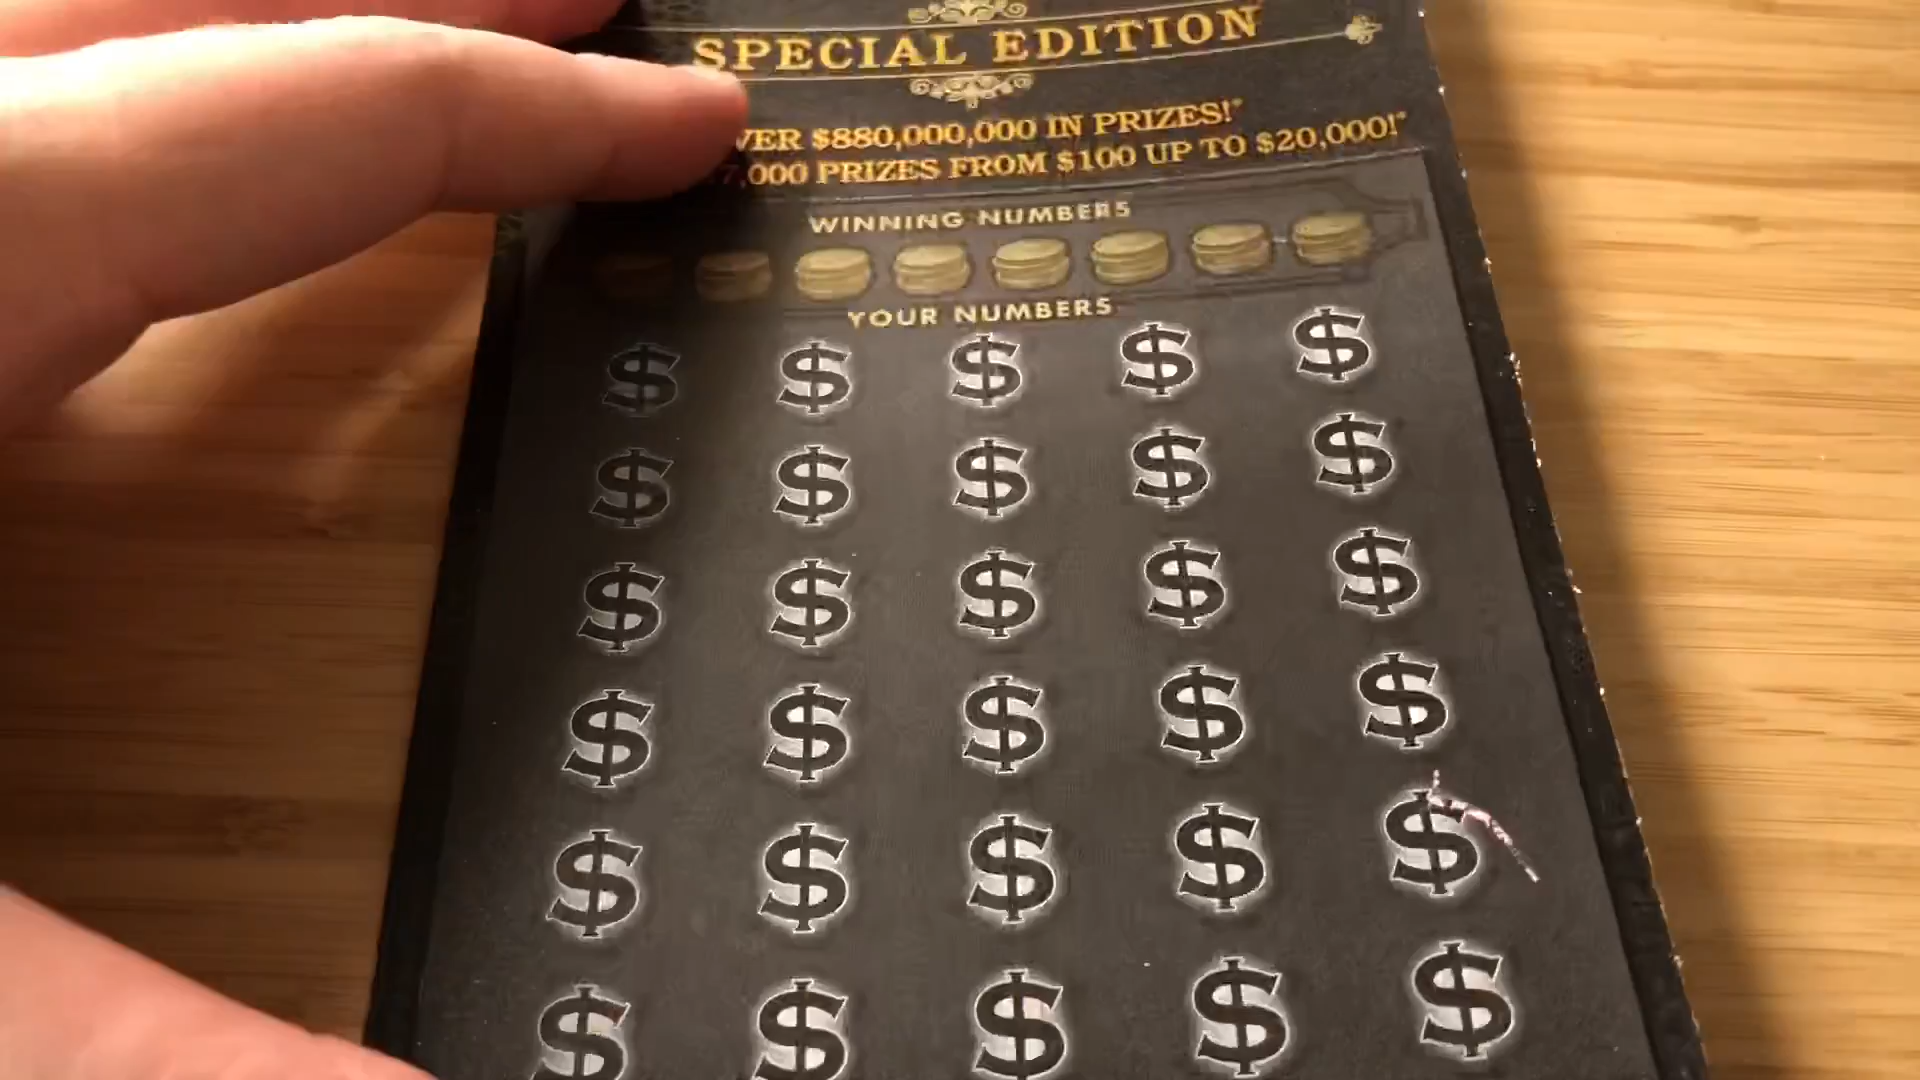 SPECIAL EDITION
VER $880,000,000 IN PRIZES!*
7,000 PRIZES FROM $100 UP TO $20,000!*
WINNING NUMBERS
YOUR NUMBERS
$ $ $ $ $
$ $ $ $ $
$ $ $ $ $
$ $ $ $ $
$ $ $ $ $
$ $ $ $ $